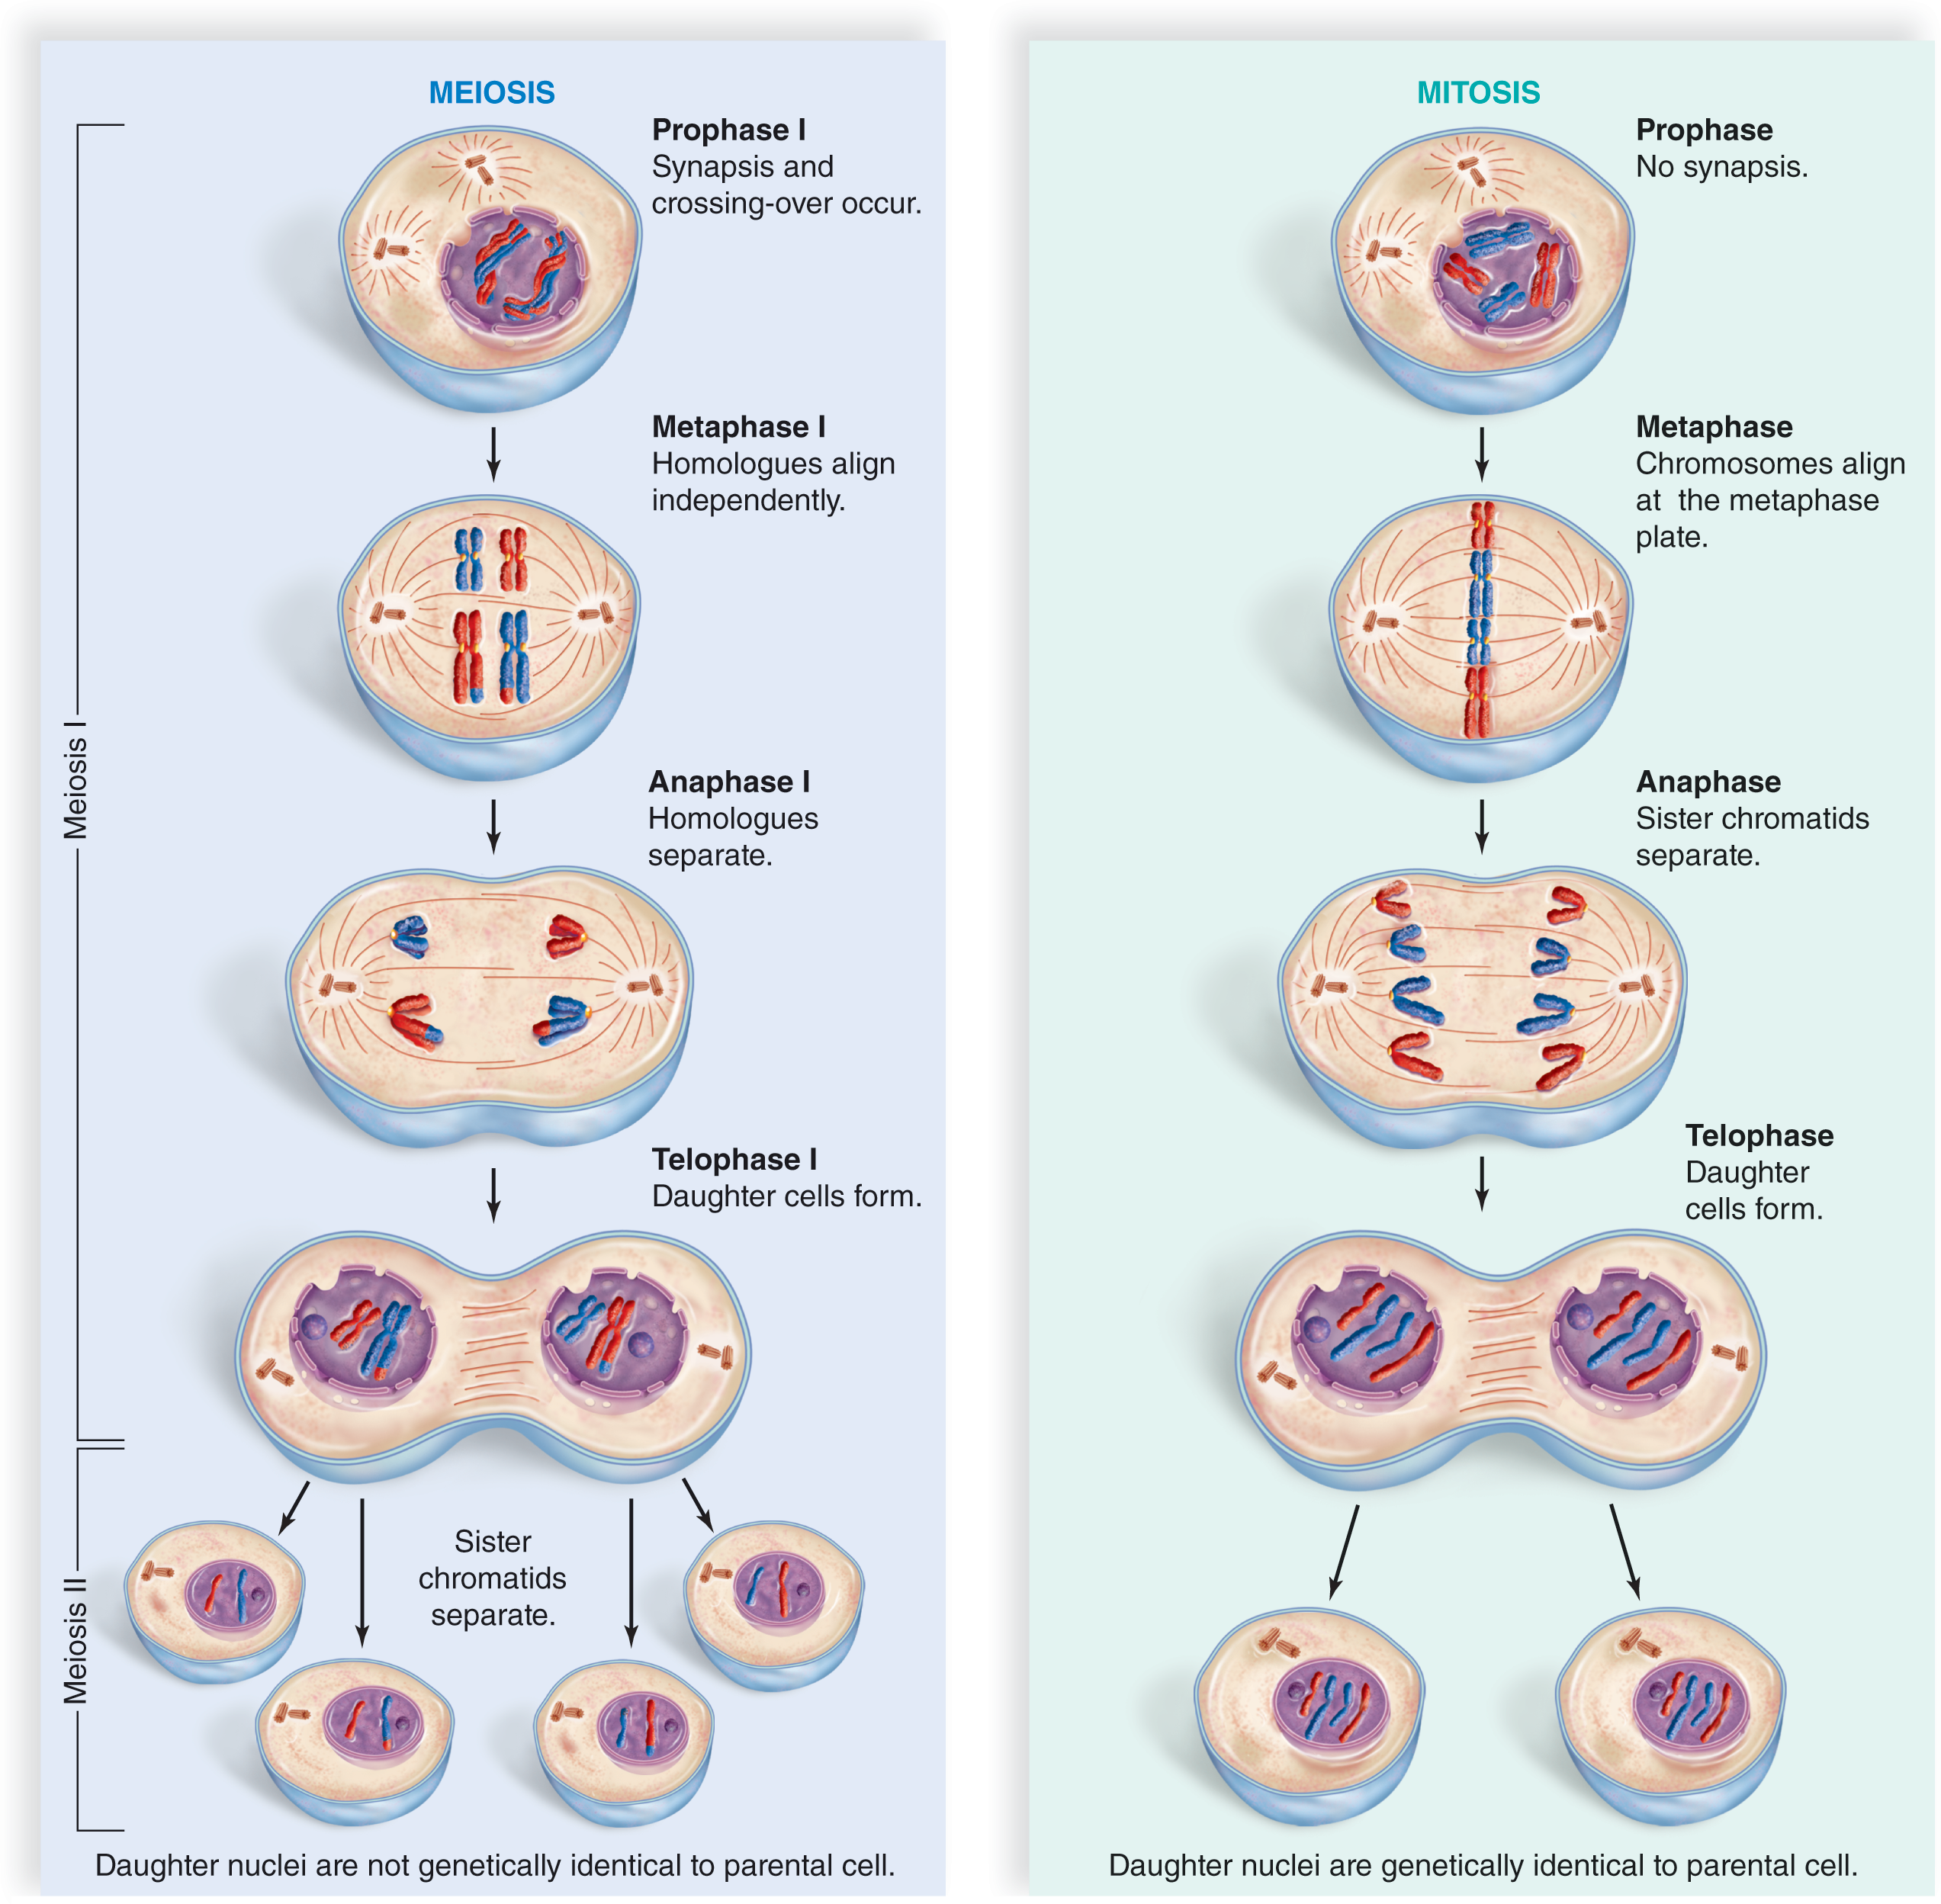 MEIOSIS
Prophase I
Synapsis and
crossing-over occur.
Metaphase I
Homologues align
independently.
Anaphase I
Homologues
separate.
Telophase I
Daughter cells form.
Meiosis I
Sister
chromatids
separate.
Meiosis II
Daughter nuclei are not genetically identical to parental cell.
MITOSIS
Prophase
No synapsis.
Metaphase
Chromosomes align
at the metaphase
plate.
Anaphase
Sister chromatids
separate.
Telophase
Daughter
cells form.
Daughter nuclei are genetically identical to parental cell.